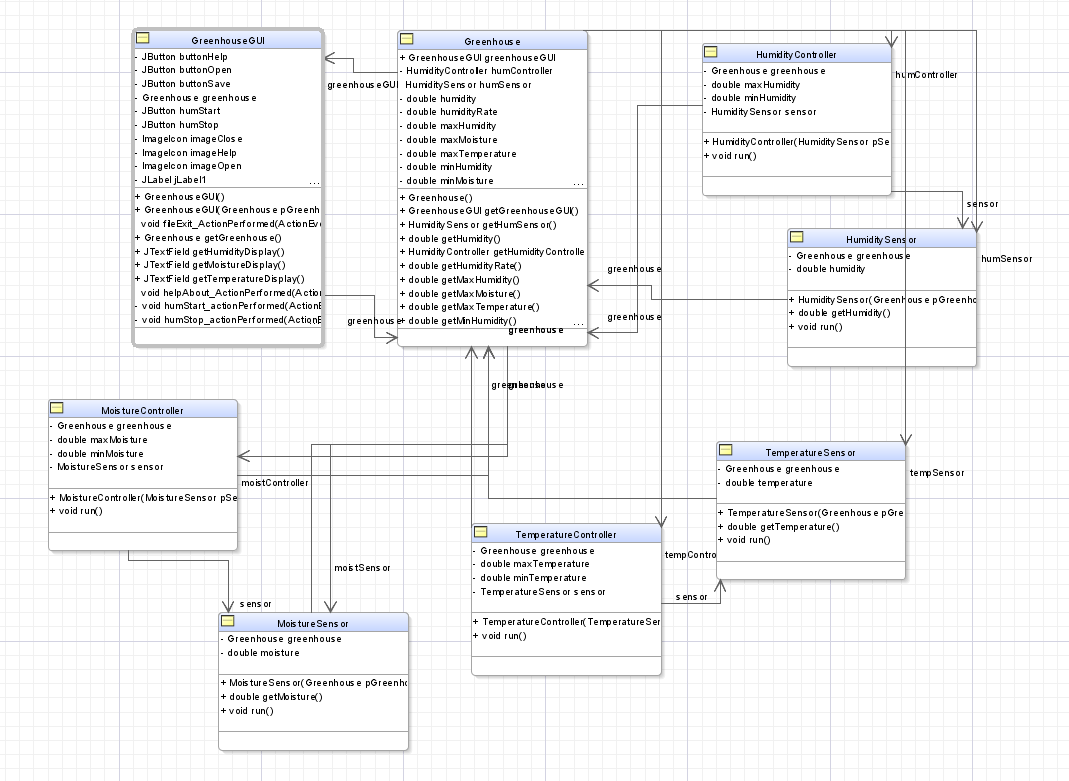 GreenhouseGUI
- JButton buttonHelp
- JButton buttonOpen
- JButton buttonSave
- Greenhouse greenhouse
- JButton humStart
- JButton humStop
- ImageIcon imageClose
- ImageIcon imageHelp
- ImageIcon imageOpen
- JLabel jLabel1
...
+ GreenhouseGUI()
+ GreenhouseGUI(Greenhouse pGreenh
void fileExit_ActionPerformed(ActionEv
+ Greenhouse getGreenhouse()
+ JTextField getHumidityDisplay()
+ JTextField getMoistureDisplay()
+ JTextField getTemperatureDisplay()
void helpAbout_ActionPerformed(Action
- void humStart_actionPerformed(ActionE
- void humStop_actionPerformed(ActionE
greenhouseGUI
greenhouse
Greenhouse
+ GreenhouseGUI greenhouseGUI
- HumidityController humController
HumiditySensor humSensor
- double humidity
- double humidityRate
- double maxHumidity
- double maxMoisture
- double maxTemperature
- double minHumidity
- double minMoisture
...
+ Greenhouse()
+ GreenhouseGUI getGreenhouseGUI()
+ HumiditySensor getHumSensor()
+ double getHumidity()
+ HumidityController getHumidityControlle
+ double getHumidityRate()
+ double getMaxHumidity()
+ double getMaxMoisture()
+ double getMaxTemperature()
+ double getMinHumidity()
...
greenhouse
greenhouse
greenhouse
greenhouse
greenhouse
HumidityController
- Greenhouse greenhouse
- double maxHumidity
- double minHumidity
- HumiditySensor sensor
+ HumidityController(HumiditySensor pSe
+ void run()
humController
sensor
humSensor
HumiditySensor
- Greenhouse greenhouse
- double humidity
+ HumiditySensor(Greenhouse pGreenho
+ double getHumidity()
+ void run()
MoistureController
- Greenhouse greenhouse
- double maxMoisture
- double minMoisture
- MoistureSensor sensor
+ MoistureController(MoistureSensor pSe
+ void run()
moistController
moistSensor
sensor
MoistureSensor
- Greenhouse greenhouse
- double moisture
+ MoistureSensor(Greenhouse pGreenho
+ double getMoisture()
+ void run()
TemperatureController
- Greenhouse greenhouse
- double maxTemperature
- double minTemperature
- TemperatureSensor sensor
+ TemperatureController(TemperatureSer
+ void run()
tempContro
sensor
TemperatureSensor
- Greenhouse greenhouse
- double temperature
+ TemperatureSensor(Greenhouse pGre
+ double getTemperature()
+ void run()
tempSensor